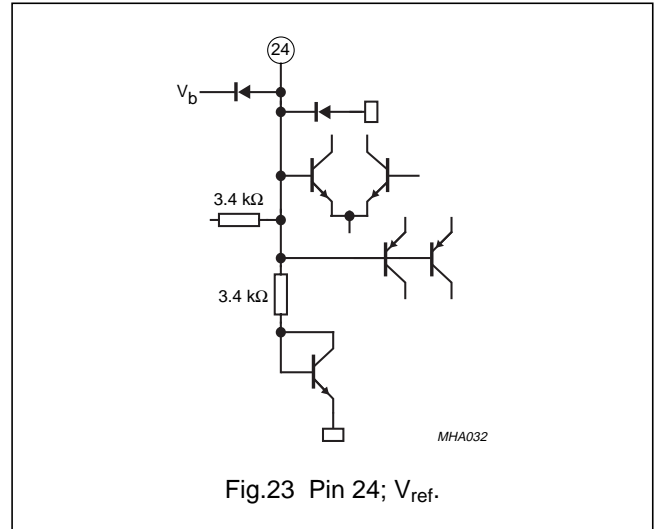 24
V_b
3.4 kΩ
3.4 kΩ
MHA032
Fig.23 Pin 24; V_ref.